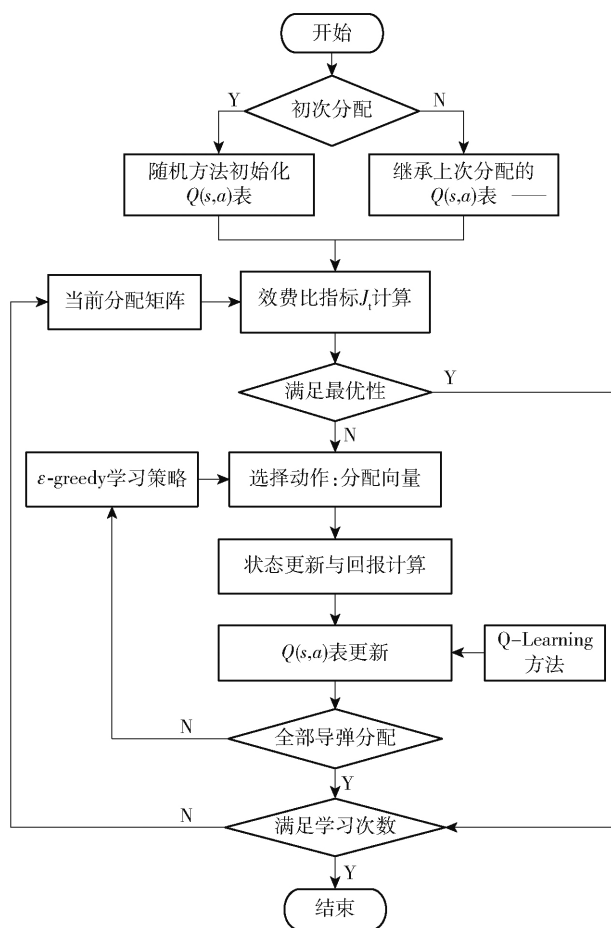 开始
初次分配
Y
N
随机方法初始化
Q(s,a)表
继承上次分配的
Q(s,a)表 ——
当前分配矩阵
效费比指标J₁计算
满足最优性
Y
N
ε-greedy学习策略
选择动作:分配向量
状态更新与回报计算
Q(s,a)表更新
Q-Learning
方法
N
全部导弹分配
Y
N
满足学习次数
Y
结束